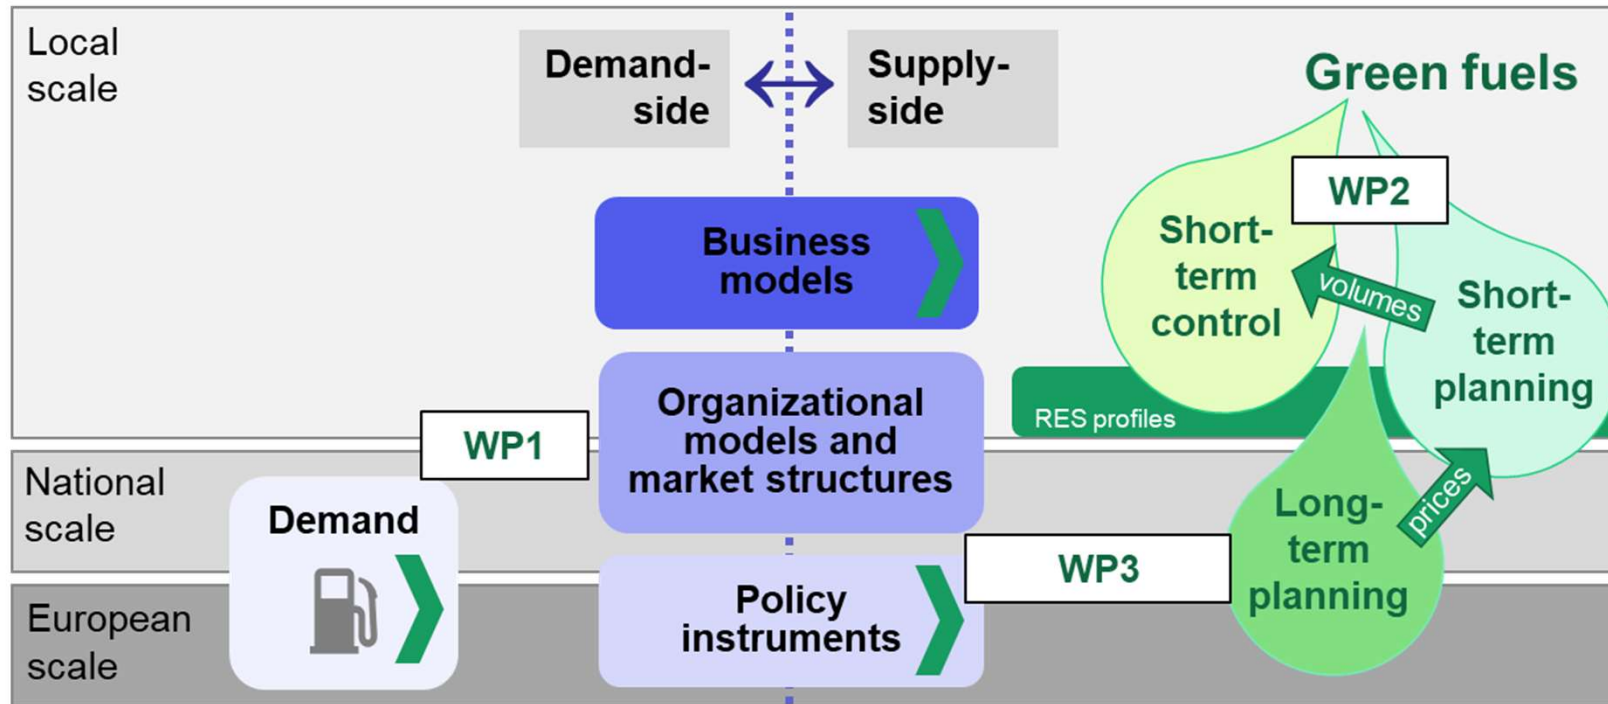 Local
scale
Demand-
side
Supply-
side
Green fuels
WP2
Business
models
Short-
term
control
volumes
Short-
term
planning
Organizational
models and
market structures
RES profiles
WP1
National
scale
Demand
Long-
term
planning
prices
WP3
Policy
instruments
European
scale